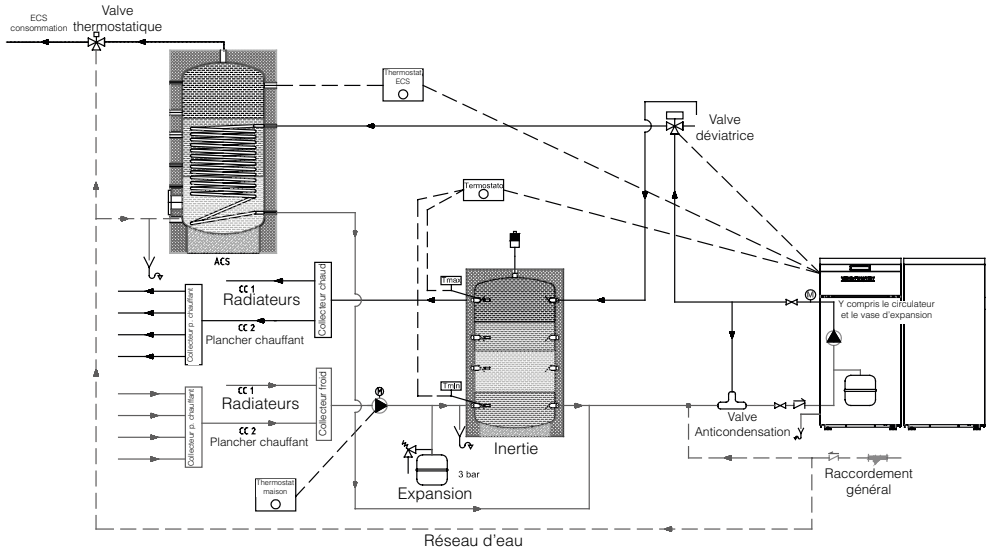 ECS
consommation
Valve
thermostatique
Thermostat
ECS
Valve
déviatrice
Termostato
ACS
CC 1
Radiateurs
CC 2
Plancher chauffant
Collecteur p. chauffant
Collecteur chaud
Tmax
M
Y compris le circulateur
et le vase d'expansion
Tmin
CC 1
Radiateurs
CC 2
Plancher chauffant
Collecteur p. chauffant
Collecteur froid
M
Valve
Anticondensation
Inertie
Thermostat
maison
3 bar
Expansion
Raccordement
général
Réseau d'eau